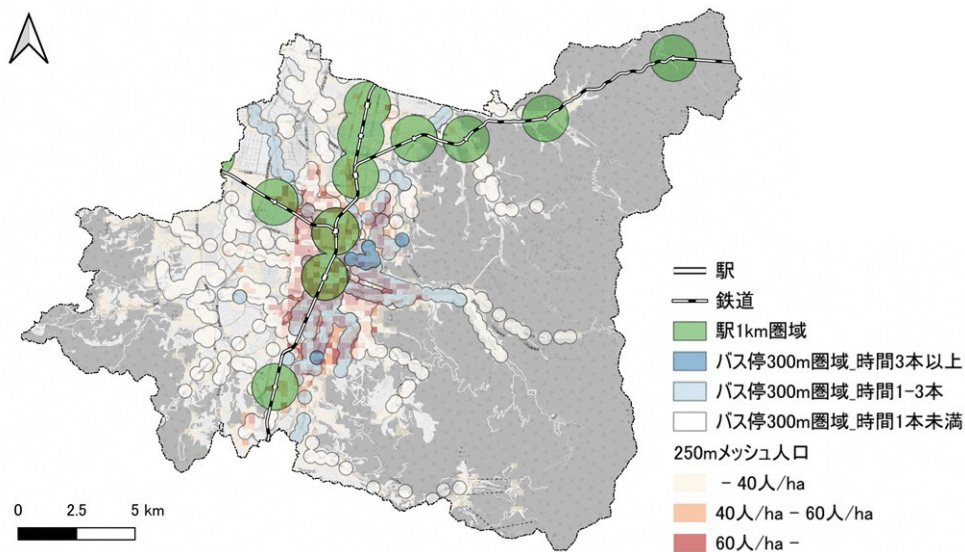 駅
鉄道
駅1km圏域
バス停300m圏域_時間3本以上
バス停300m圏域_時間1-3本
バス停300m圏域_時間1本未満
250mメッシュ人口
- 40人/ha
40人/ha - 60人/ha
60人/ha -
0 2.5 5 km